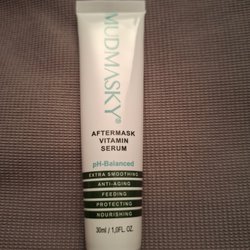 MUDMASKY®
AFTERMASK
VITAMIN
SERUM
pH-Balanced
EXTRA SMOOTHING
ANTI-AGING
FEEDING
PROTECTING
NOURISHING
30ml / 1,0FL. OZ.